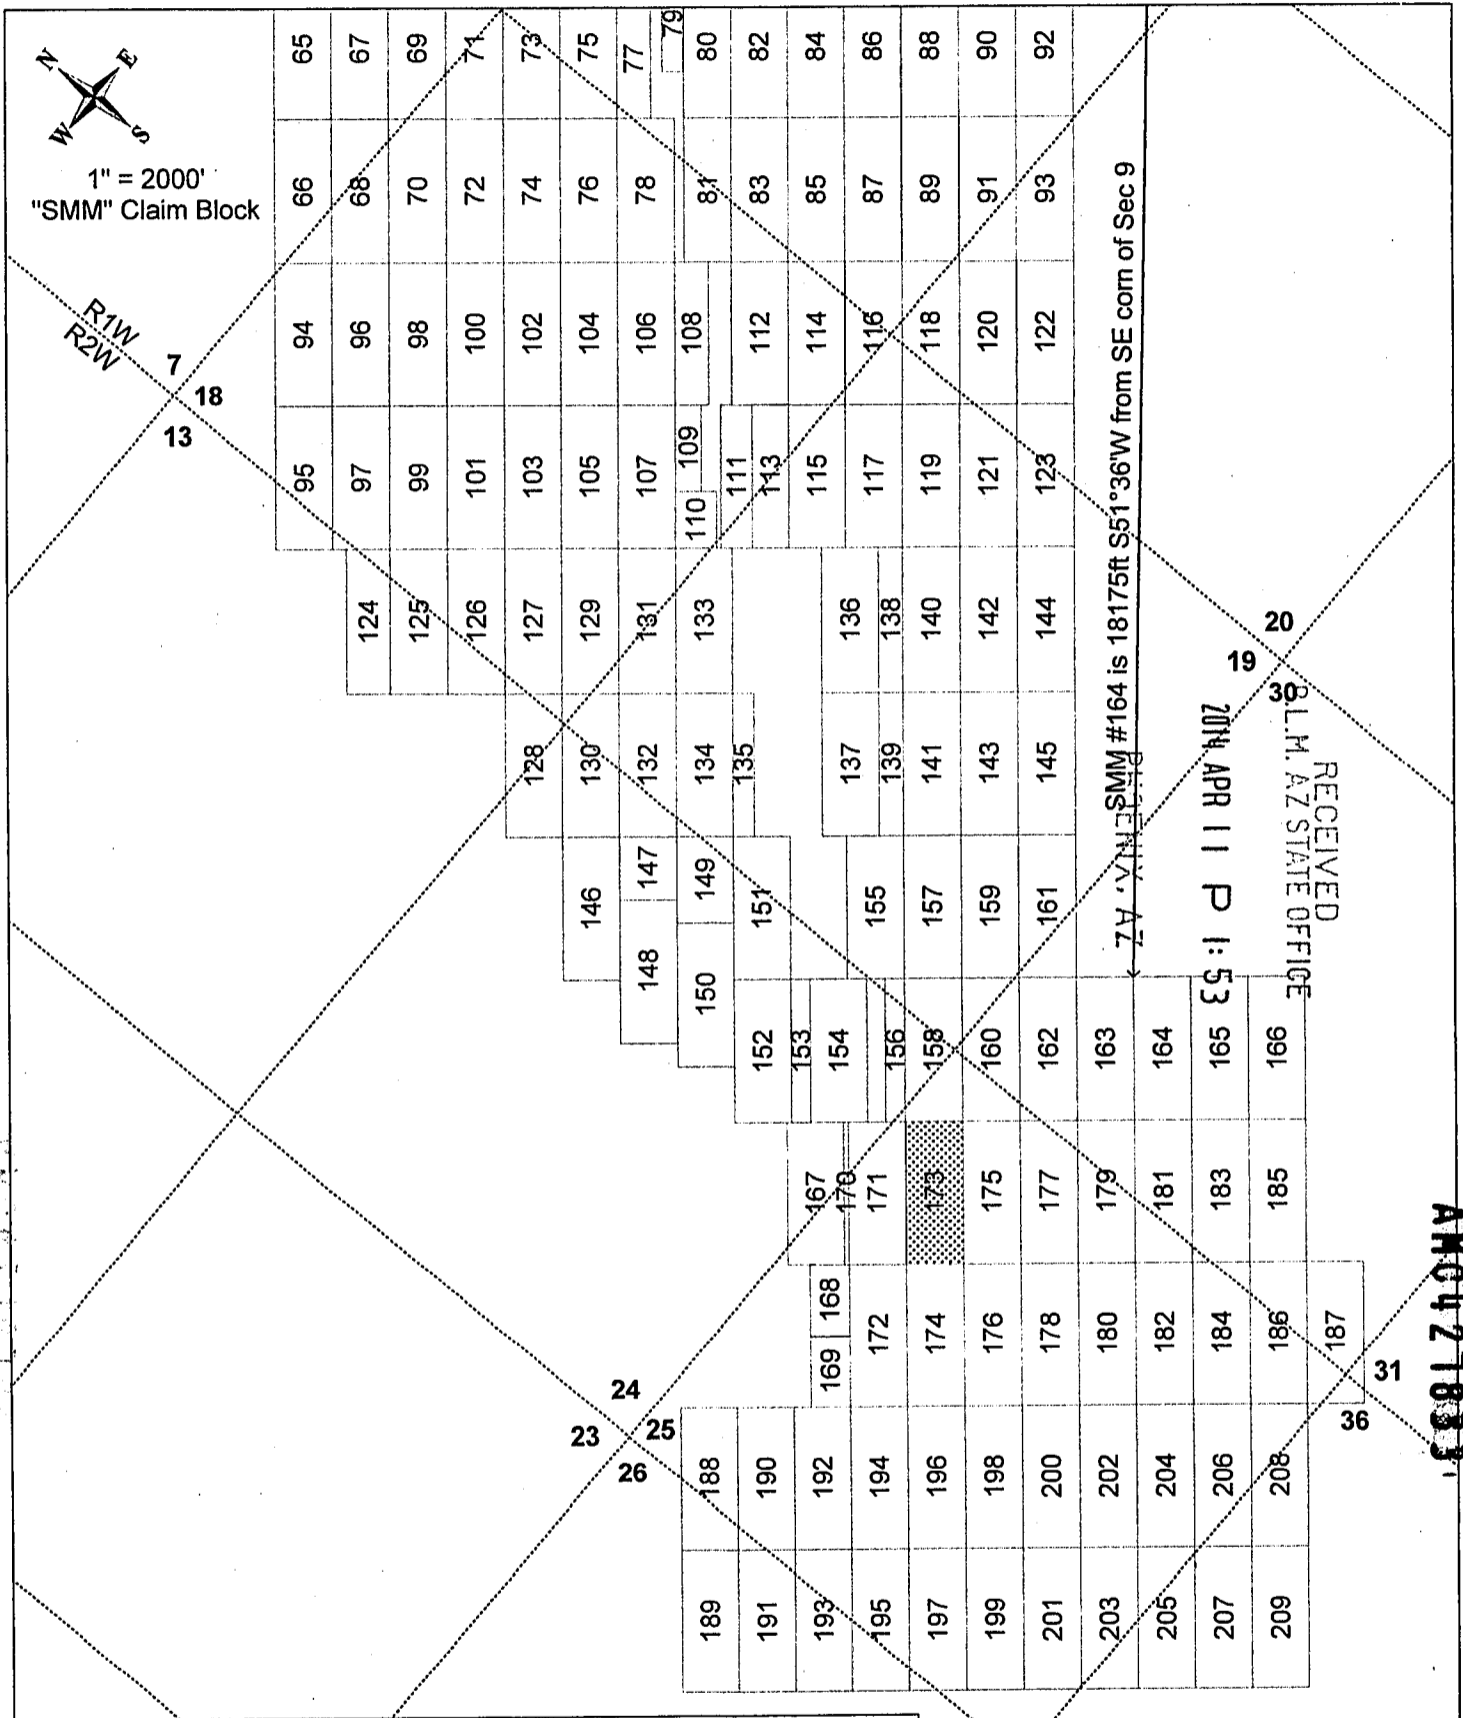 N E
W S
1" = 2000'
"SMM" Claim Block
65 67 69 71 73 75 77 79 80 82 84 86 88 90 92
66 68 70 72 74 76 78 81 83 85 87 89 91 93
R1W
R2W
7
18
13
94 96 98 100 102 104 106 108 112 114 116 118 120 122
95 97 99 101 103 105 107 109 110 111 113 115 117 119 121 123
124 125 126 127 129 131 133 136 138 140 142 144
128 130 132 134 135 137 139 141 143 145
146 147 148 149 150 151 155 157 159 161
152 153 154 156 158 160 162 163 164 165 166
167 170 171 173 175 177 179 181 183 185
168 169 172 174 176 178 180 182 184 186 187
188 190 192 194 196 198 200 202 204 206 208
189 191 193 195 197 199 201 203 205 207 209
20
19
30
24
23 25
26
31
36
SMM #164 is 18175ft S51°36'W from SE corn of Sec 9
RECEIVED
B.L.M. AZ STATE OFFICE
2014 APR 11 P 1:53
PHOENIX, AZ